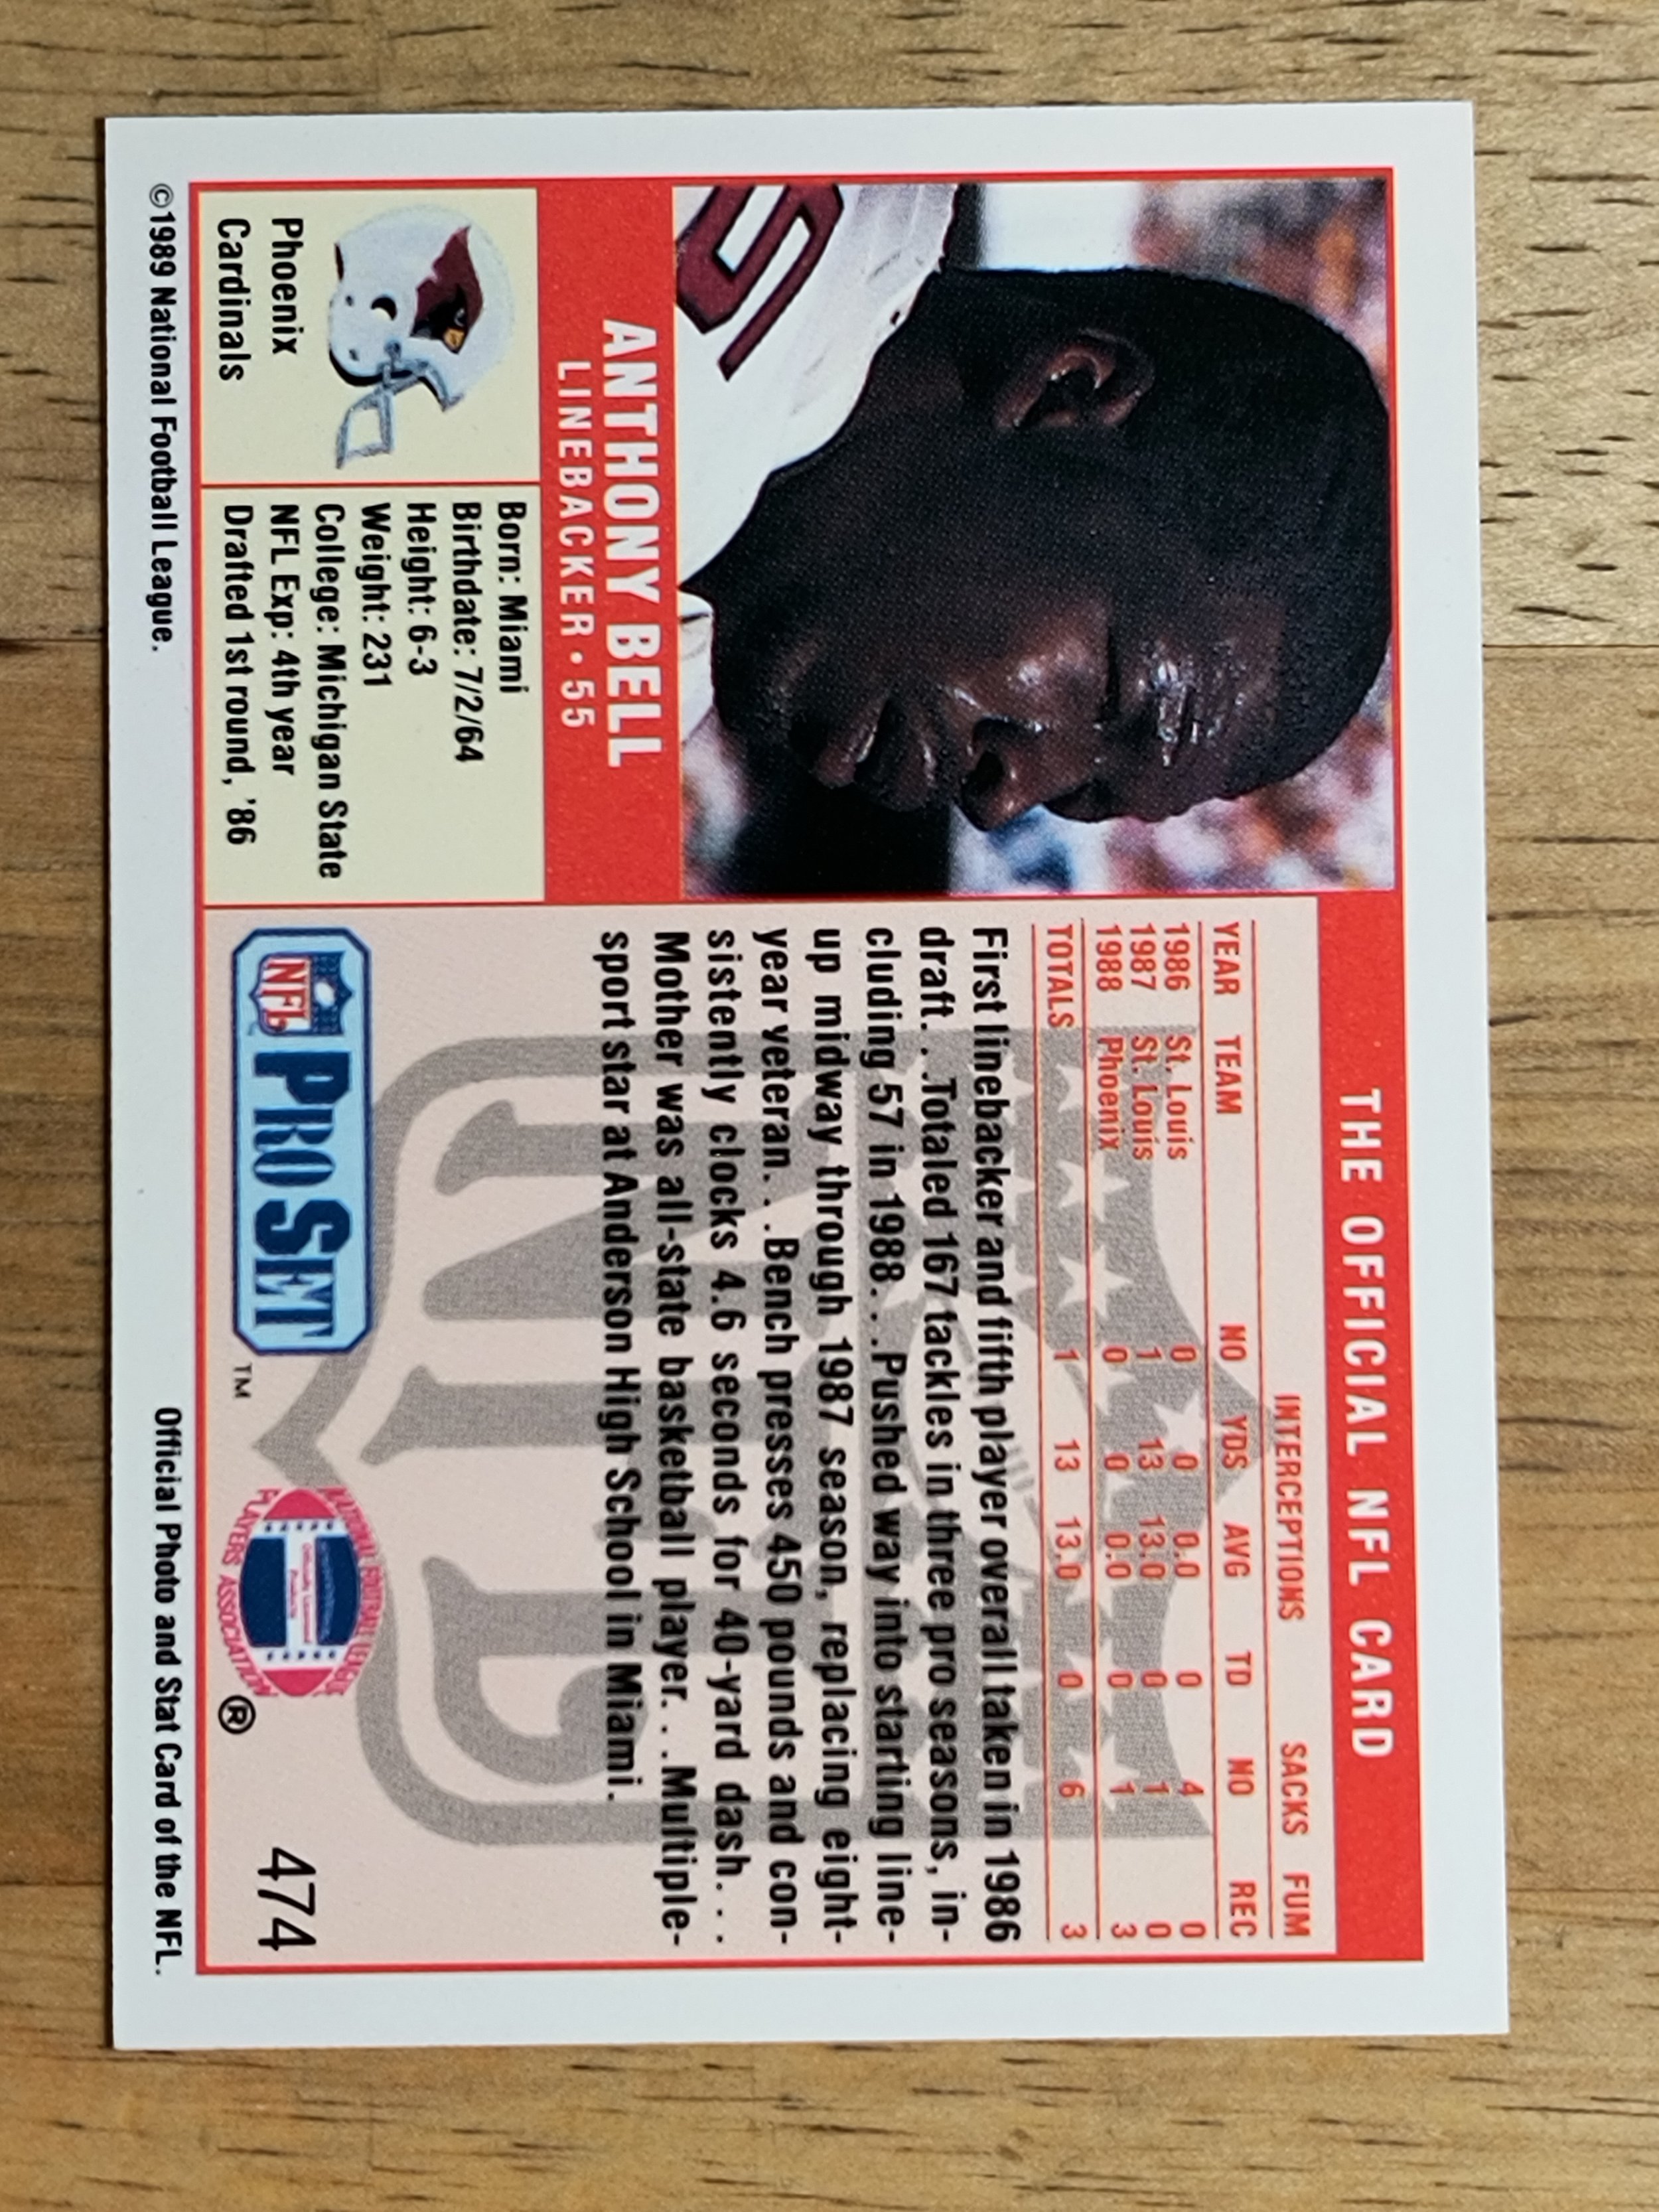 THE OFFICIAL NFL CARD
INTERCEPTIONS SACKS FUM
YEAR TEAM NO YDS AVG TD NO REC
1986 St. Louis 0 0 0.0 0 4 0
1987 St. Louis 1 13 13.0 0 1 0
1988 Phoenix 0 0 0.0 0 1 3
TOTALS 1 13 13.0 0 6 3
First linebacker and fifth player overall taken in 1986
draft. . .Totaled 167 tackles in three pro seasons, in-
cluding 57 in 1988. . .Pushed way into starting line-
up midway through 1987 season, replacing eight-
year veteran. . .Bench presses 450 pounds and con-
sistently clocks 4.6 seconds for 40-yard dash. . .
Mother was all-state basketball player. . .Multiple-
sport star at Anderson High School in Miami.
ANTHONY BELL
LINEBACKER • 55
Phoenix
Cardinals
Born: Miami
Birthdate: 7/2/64
Height: 6-3
Weight: 231
College: Michigan State
NFL Exp: 4th year
Drafted 1st round, '86
NFL PRO SET TM
NATIONAL FOOTBALL LEAGUE
PLAYERS ASSOCIATION
®
474
©1989 National Football League.
Official Photo and Stat Card of the NFL.